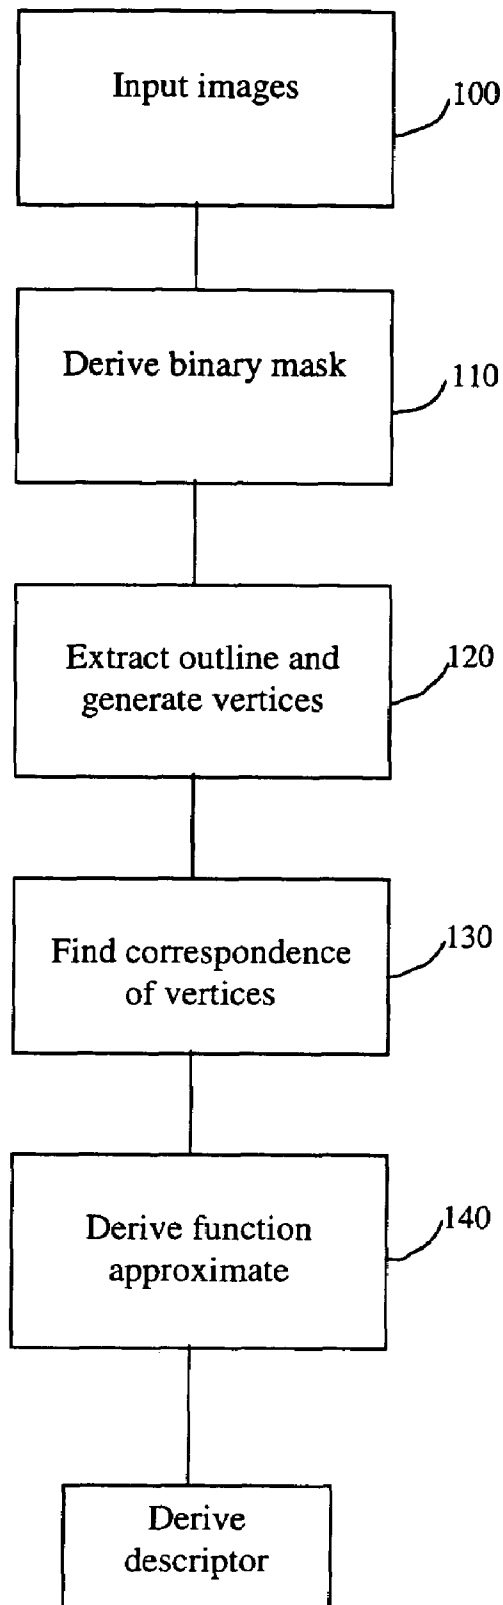 Input images
100
Derive binary mask
110
Extract outline and
generate vertices
120
Find correspondence
of vertices
130
Derive function
approximate
140
Derive
descriptor